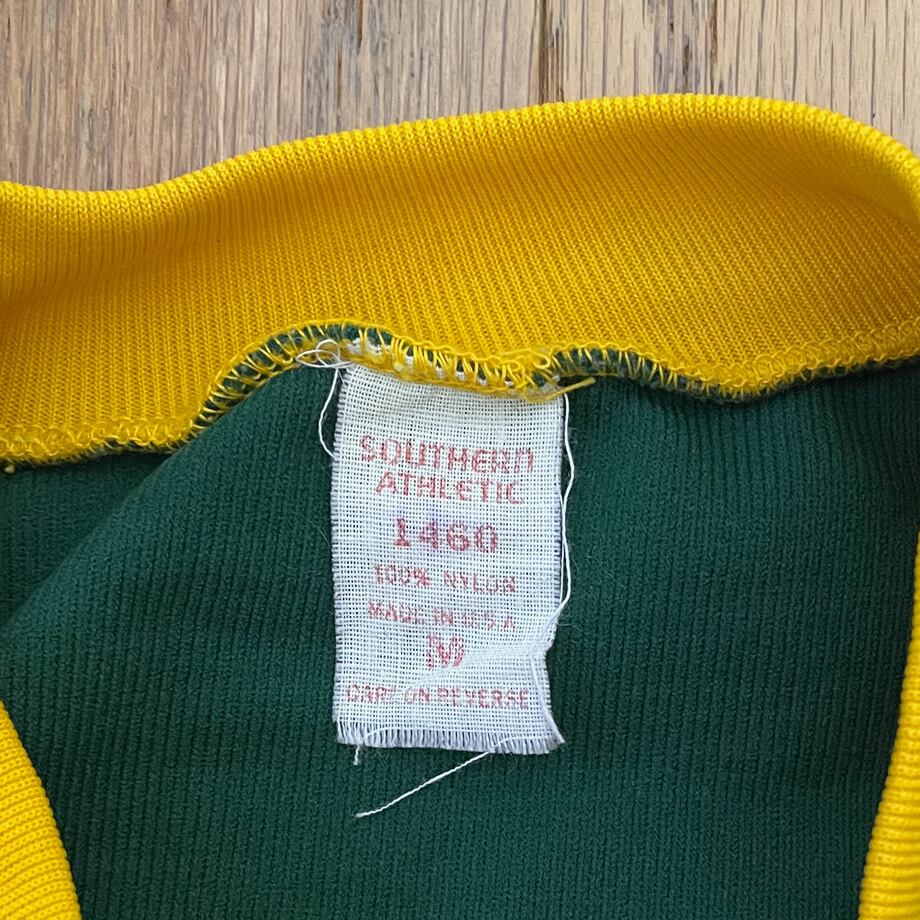 SOUTHERN
ATHLETIC
1460
100% NYLON
MADE IN U.S.A
M
CARE ON REVERSE